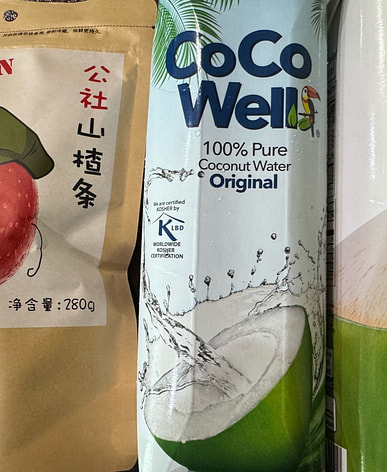 N
公社山楂条
净含量:280g
CoCo
Well
100% Pure
Coconut Water
Original
We are certified
KOSHER by
K LBD
WORLDWIDE
KOSHER
CERTIFICATION